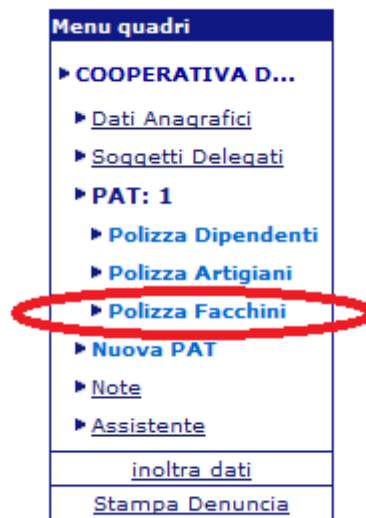 Menu quadri
COOPERATIVA D...
Dati Anagrafici
Soggetti Delegati
PAT: 1
Polizza Dipendenti
Polizza Artigiani
Polizza Facchini
Nuova PAT
Note
Assistente
inoltra dati
Stampa Denuncia